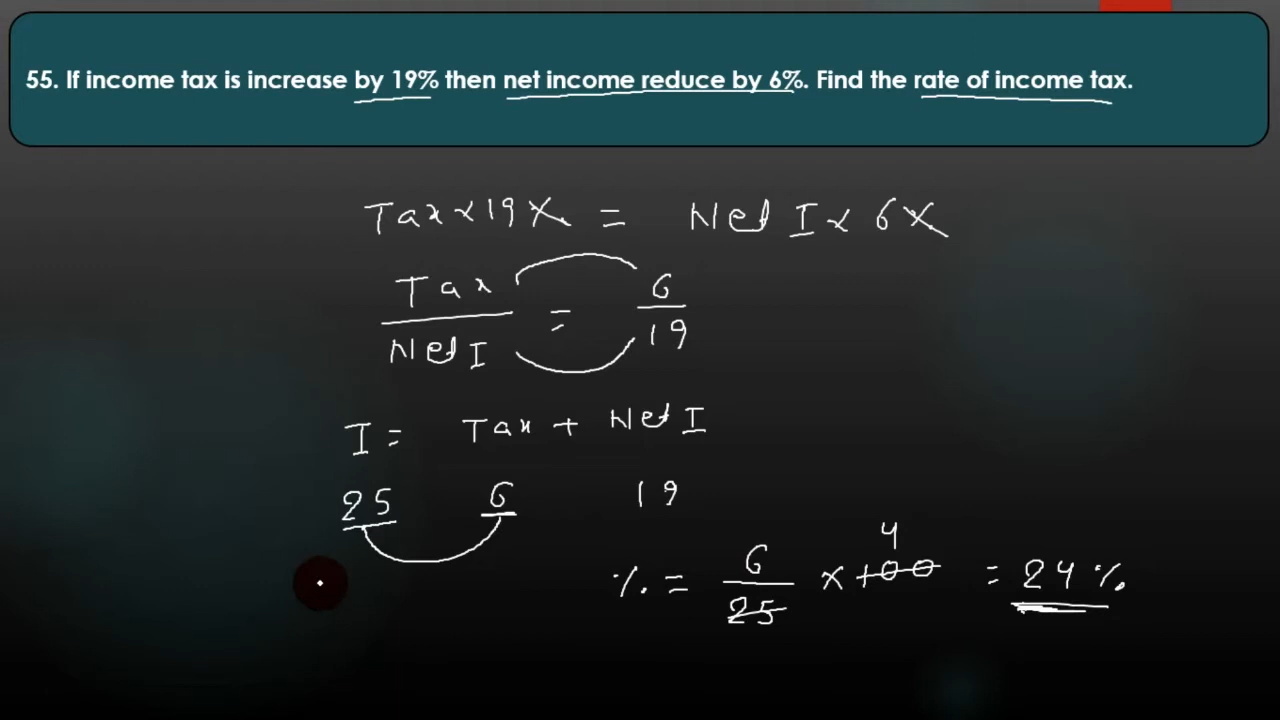 55. If income tax is increase by 19% then net income reduce by 6%. Find the rate of income tax.
Tax × 19% = Net I × 6%
Tax / Net I = 6 / 19
I = Tax + Net I
25 6 19
% = 6 / 25 × 100 4 = 24 %